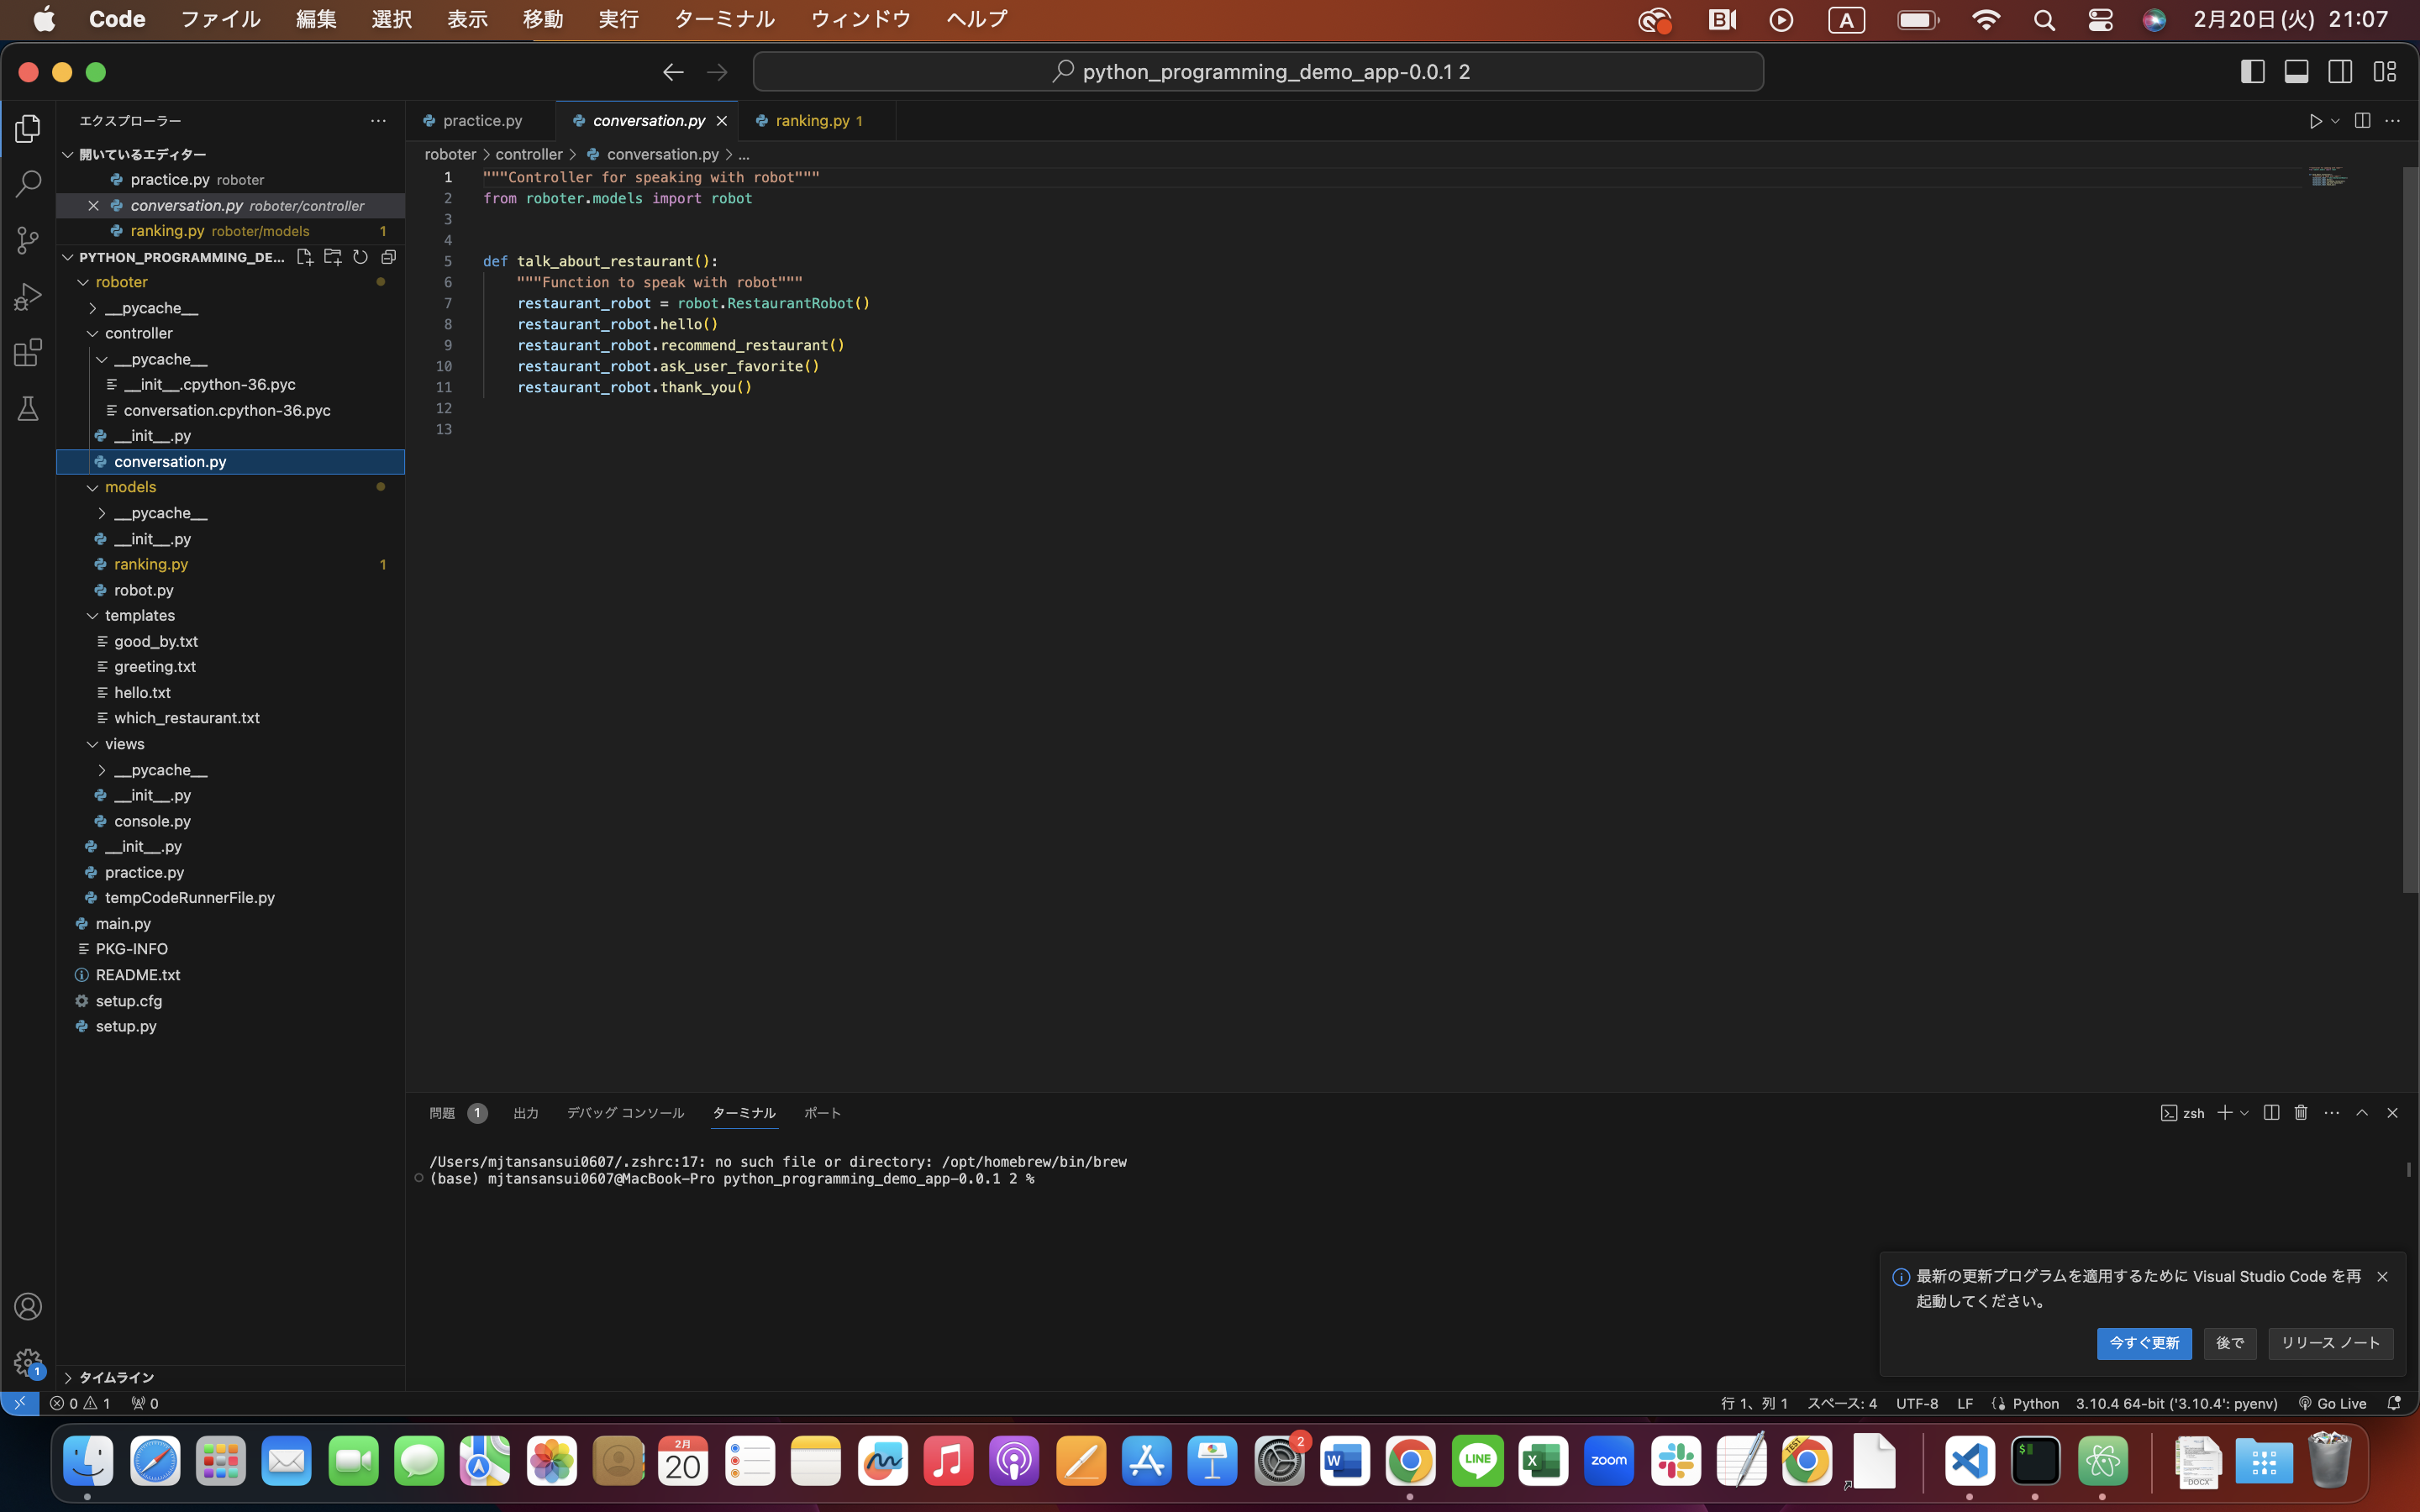 Code ファイル 編集 選択 表示 移動 実行 ターミナル ウィンドウ ヘルプ A 2月20日(火) 21:07
python_programming_demo_app-0.0.1 2
エクスプローラー
開いているエディター
practice.py roboter
conversation.py roboter/controller
ranking.py roboter/models 1
PYTHON_PROGRAMMING_DE...
roboter
__pycache__
controller
__pycache__
__init__.cpython-36.pyc
conversation.cpython-36.pyc
__init__.py
conversation.py
models
__pycache__
__init__.py
ranking.py 1
robot.py
templates
good_by.txt
greeting.txt
hello.txt
which_restaurant.txt
views
__pycache__
__init__.py
console.py
__init__.py
practice.py
tempCodeRunnerFile.py
main.py
PKG-INFO
README.txt
setup.cfg
setup.py
タイムライン
practice.py conversation.py ranking.py 1
roboter > controller > conversation.py > ...
1 """Controller for speaking with robot"""
2 from roboter.models import robot
3
4
5 def talk_about_restaurant():
6 """Function to speak with robot"""
7 restaurant_robot = robot.RestaurantRobot()
8 restaurant_robot.hello()
9 restaurant_robot.recommend_restaurant()
10 restaurant_robot.ask_user_favorite()
11 restaurant_robot.thank_you()
12
13
問題 1 出力 デバッグ コンソール ターミナル ポート zsh
/Users/mjtansansui0607/.zshrc:17: no such file or directory: /opt/homebrew/bin/brew
(base) mjtansansui0607@MacBook-Pro python_programming_demo_app-0.0.1 2 %
最新の更新プログラムを適用するために Visual Studio Code を再
起動してください。
今すぐ更新 後で リリース ノート
1
0 1 0 行 1、列 1 スペース: 4 UTF-8 LF Python 3.10.4 64-bit ('3.10.4': pyenv) Go Live
2月
20
2
W
LINE
X
zoom
TEST
$
DOCX